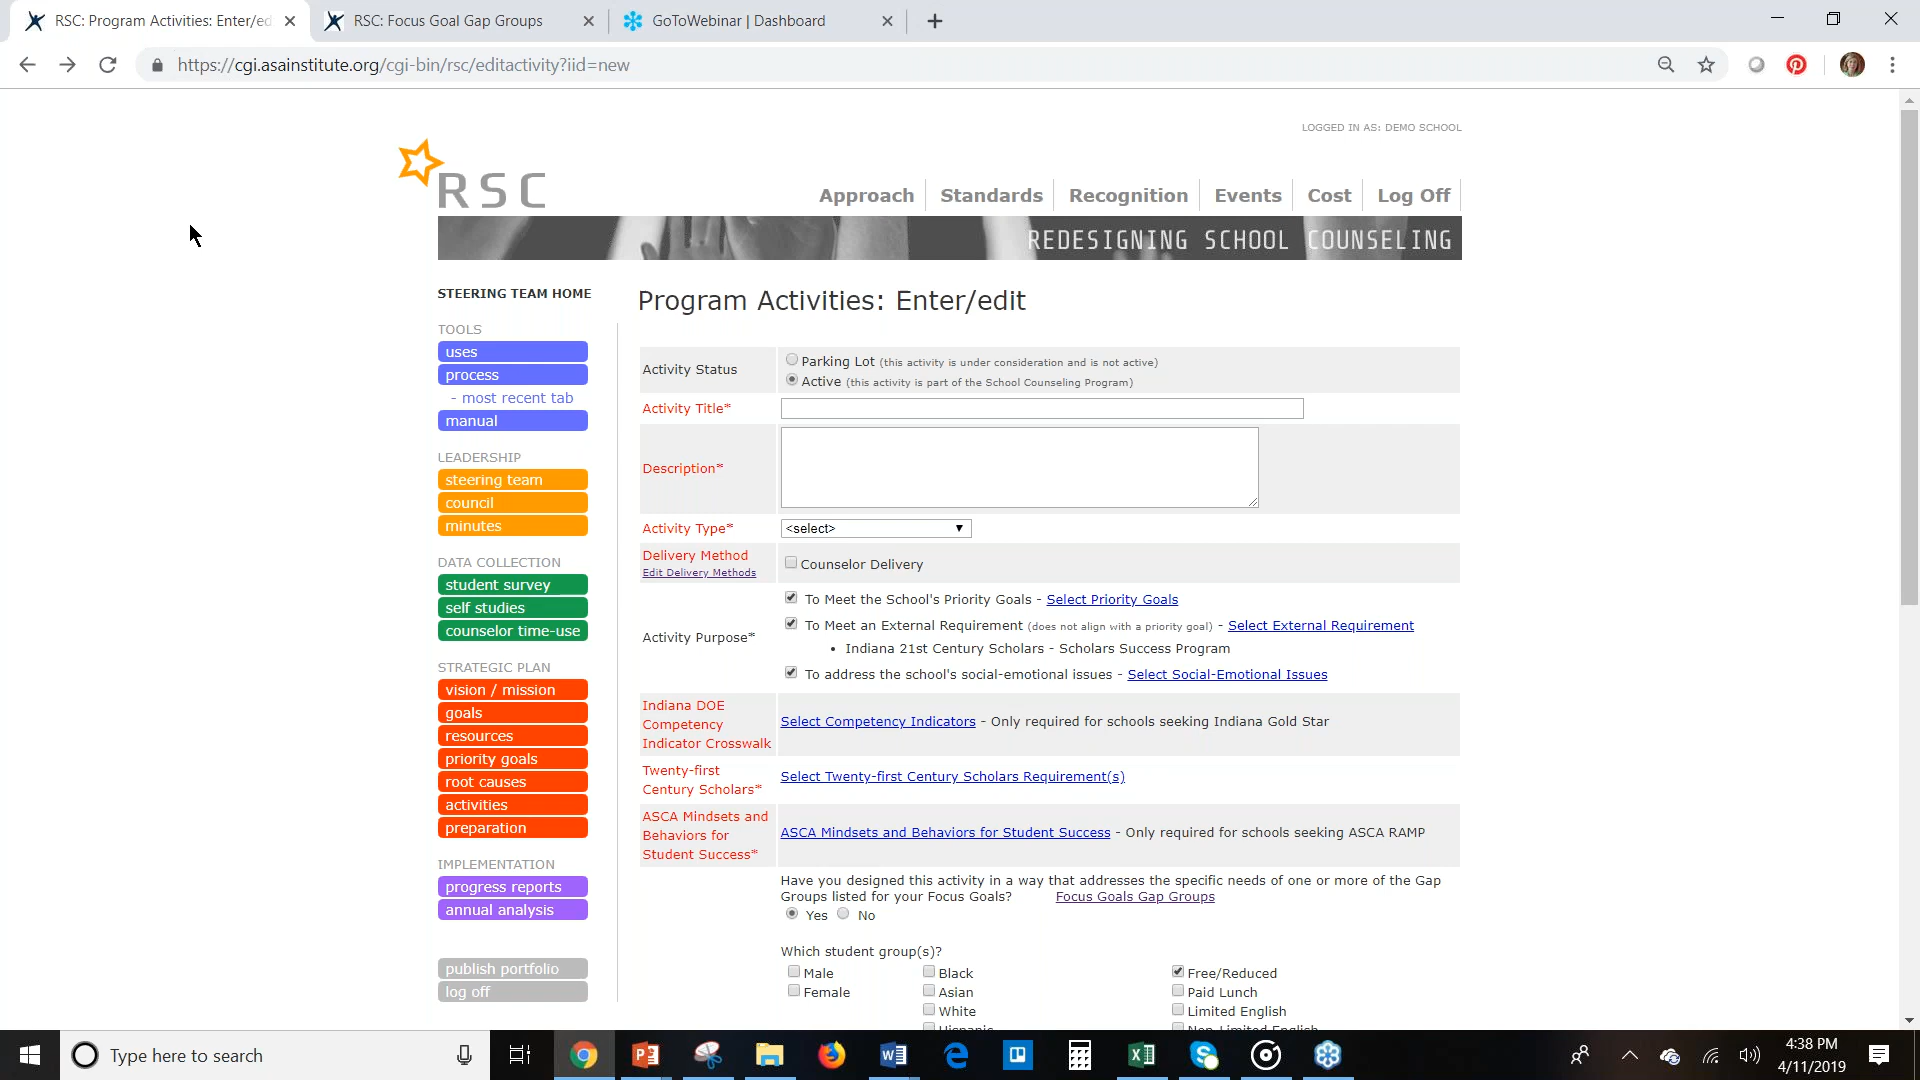 RSC: Program Activities: Enter/edi
RSC: Focus Goal Gap Groups
GoToWebinar | Dashboard
https://cgi.asainstitute.org/cgi-bin/rsc/editactivity?iid=new
LOGGED IN AS: DEMO SCHOOL
RSC
Approach
Standards
Recognition
Events
Cost
Log Off
REDESIGNING SCHOOL COUNSELING
STEERING TEAM HOME
TOOLS
uses
process
- most recent tab
manual
LEADERSHIP
steering team
council
minutes
DATA COLLECTION
student survey
self studies
counselor time-use
STRATEGIC PLAN
vision / mission
goals
resources
priority goals
root causes
activities
preparation
IMPLEMENTATION
progress reports
annual analysis
publish portfolio
log off
Program Activities: Enter/edit
Activity Status
Parking Lot (this activity is under consideration and is not active)
Active (this activity is part of the School Counseling Program)
Activity Title*
Description*
Activity Type*
<select>
Delivery Method
Edit Delivery Methods
Counselor Delivery
Activity Purpose*
To Meet the School's Priority Goals - Select Priority Goals
To Meet an External Requirement (does not align with a priority goal) - Select External Requirement
• Indiana 21st Century Scholars - Scholars Success Program
To address the school's social-emotional issues - Select Social-Emotional Issues
Indiana DOE
Competency
Indicator Crosswalk
Select Competency Indicators - Only required for schools seeking Indiana Gold Star
Twenty-first
Century Scholars*
Select Twenty-first Century Scholars Requirement(s)
ASCA Mindsets and
Behaviors for
Student Success*
ASCA Mindsets and Behaviors for Student Success - Only required for schools seeking ASCA RAMP
Have you designed this activity in a way that addresses the specific needs of one or more of the Gap
Groups listed for your Focus Goals? Focus Goals Gap Groups
Yes No
Which student group(s)?
Male Black Free/Reduced
Female Asian Paid Lunch
White Limited English
Hispanic Non-Limited English
Type here to search
4:38 PM
4/11/2019